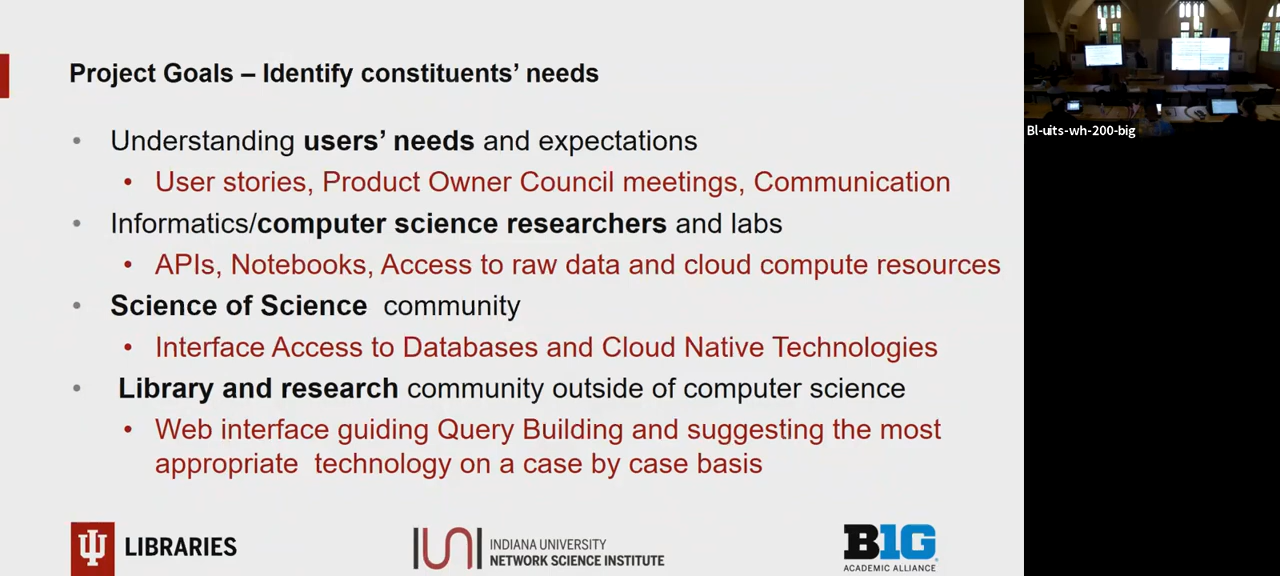 Project Goals – Identify constituents’ needs
• Understanding users’ needs and expectations
• User stories, Product Owner Council meetings, Communication
• Informatics/computer science researchers and labs
• APIs, Notebooks, Access to raw data and cloud compute resources
• Science of Science community
• Interface Access to Databases and Cloud Native Technologies
• Library and research community outside of computer science
• Web interface guiding Query Building and suggesting the most
appropriate technology on a case by case basis
LIBRARIES
IUNI INDIANA UNIVERSITY
NETWORK SCIENCE INSTITUTE
B1G
ACADEMIC ALLIANCE
Bl-uits-wh-200-big